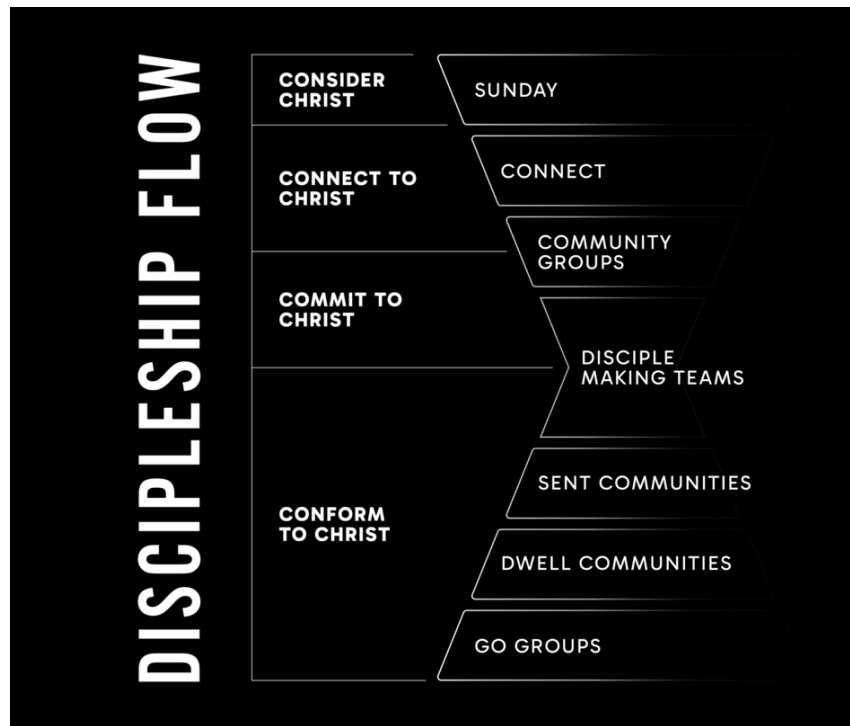 DISCIPLESHIP FLOW
CONSIDER
CHRIST
SUNDAY
CONNECT TO
CHRIST
CONNECT
COMMUNITY
GROUPS
COMMIT TO
CHRIST
DISCIPLE
MAKING TEAMS
CONFORM
TO CHRIST
SENT COMMUNITIES
DWELL COMMUNITIES
GO GROUPS